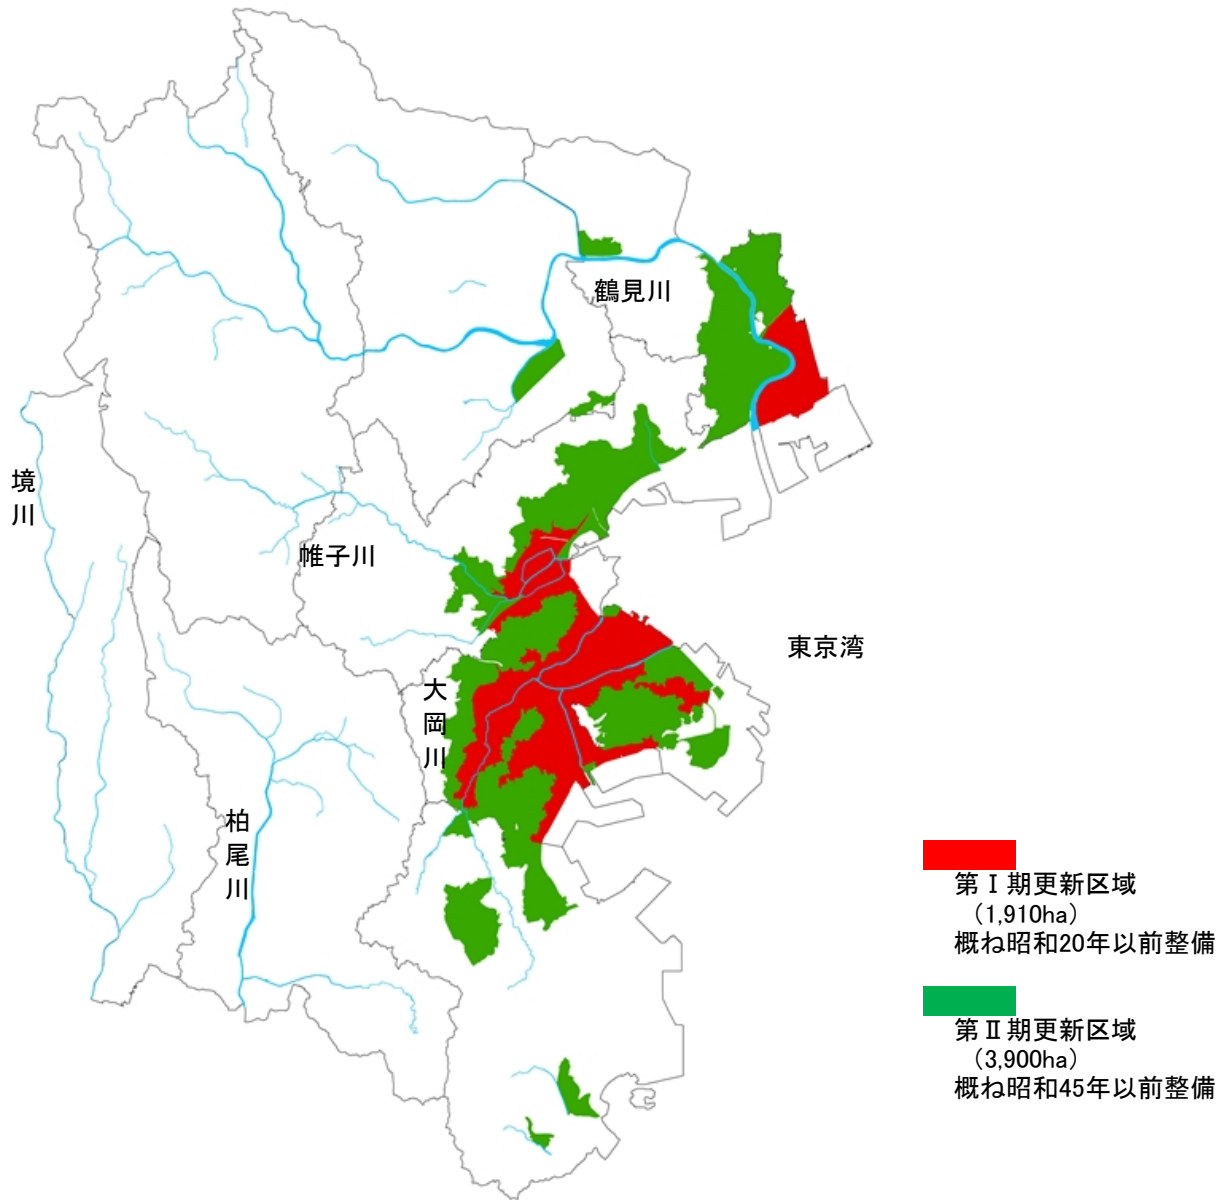 鶴見川
境川
帷子川
東京湾
大岡川
柏尾川
第Ⅰ期更新区域
(1,910ha)
概ね昭和20年以前整備
第Ⅱ期更新区域
(3,900ha)
概ね昭和45年以前整備